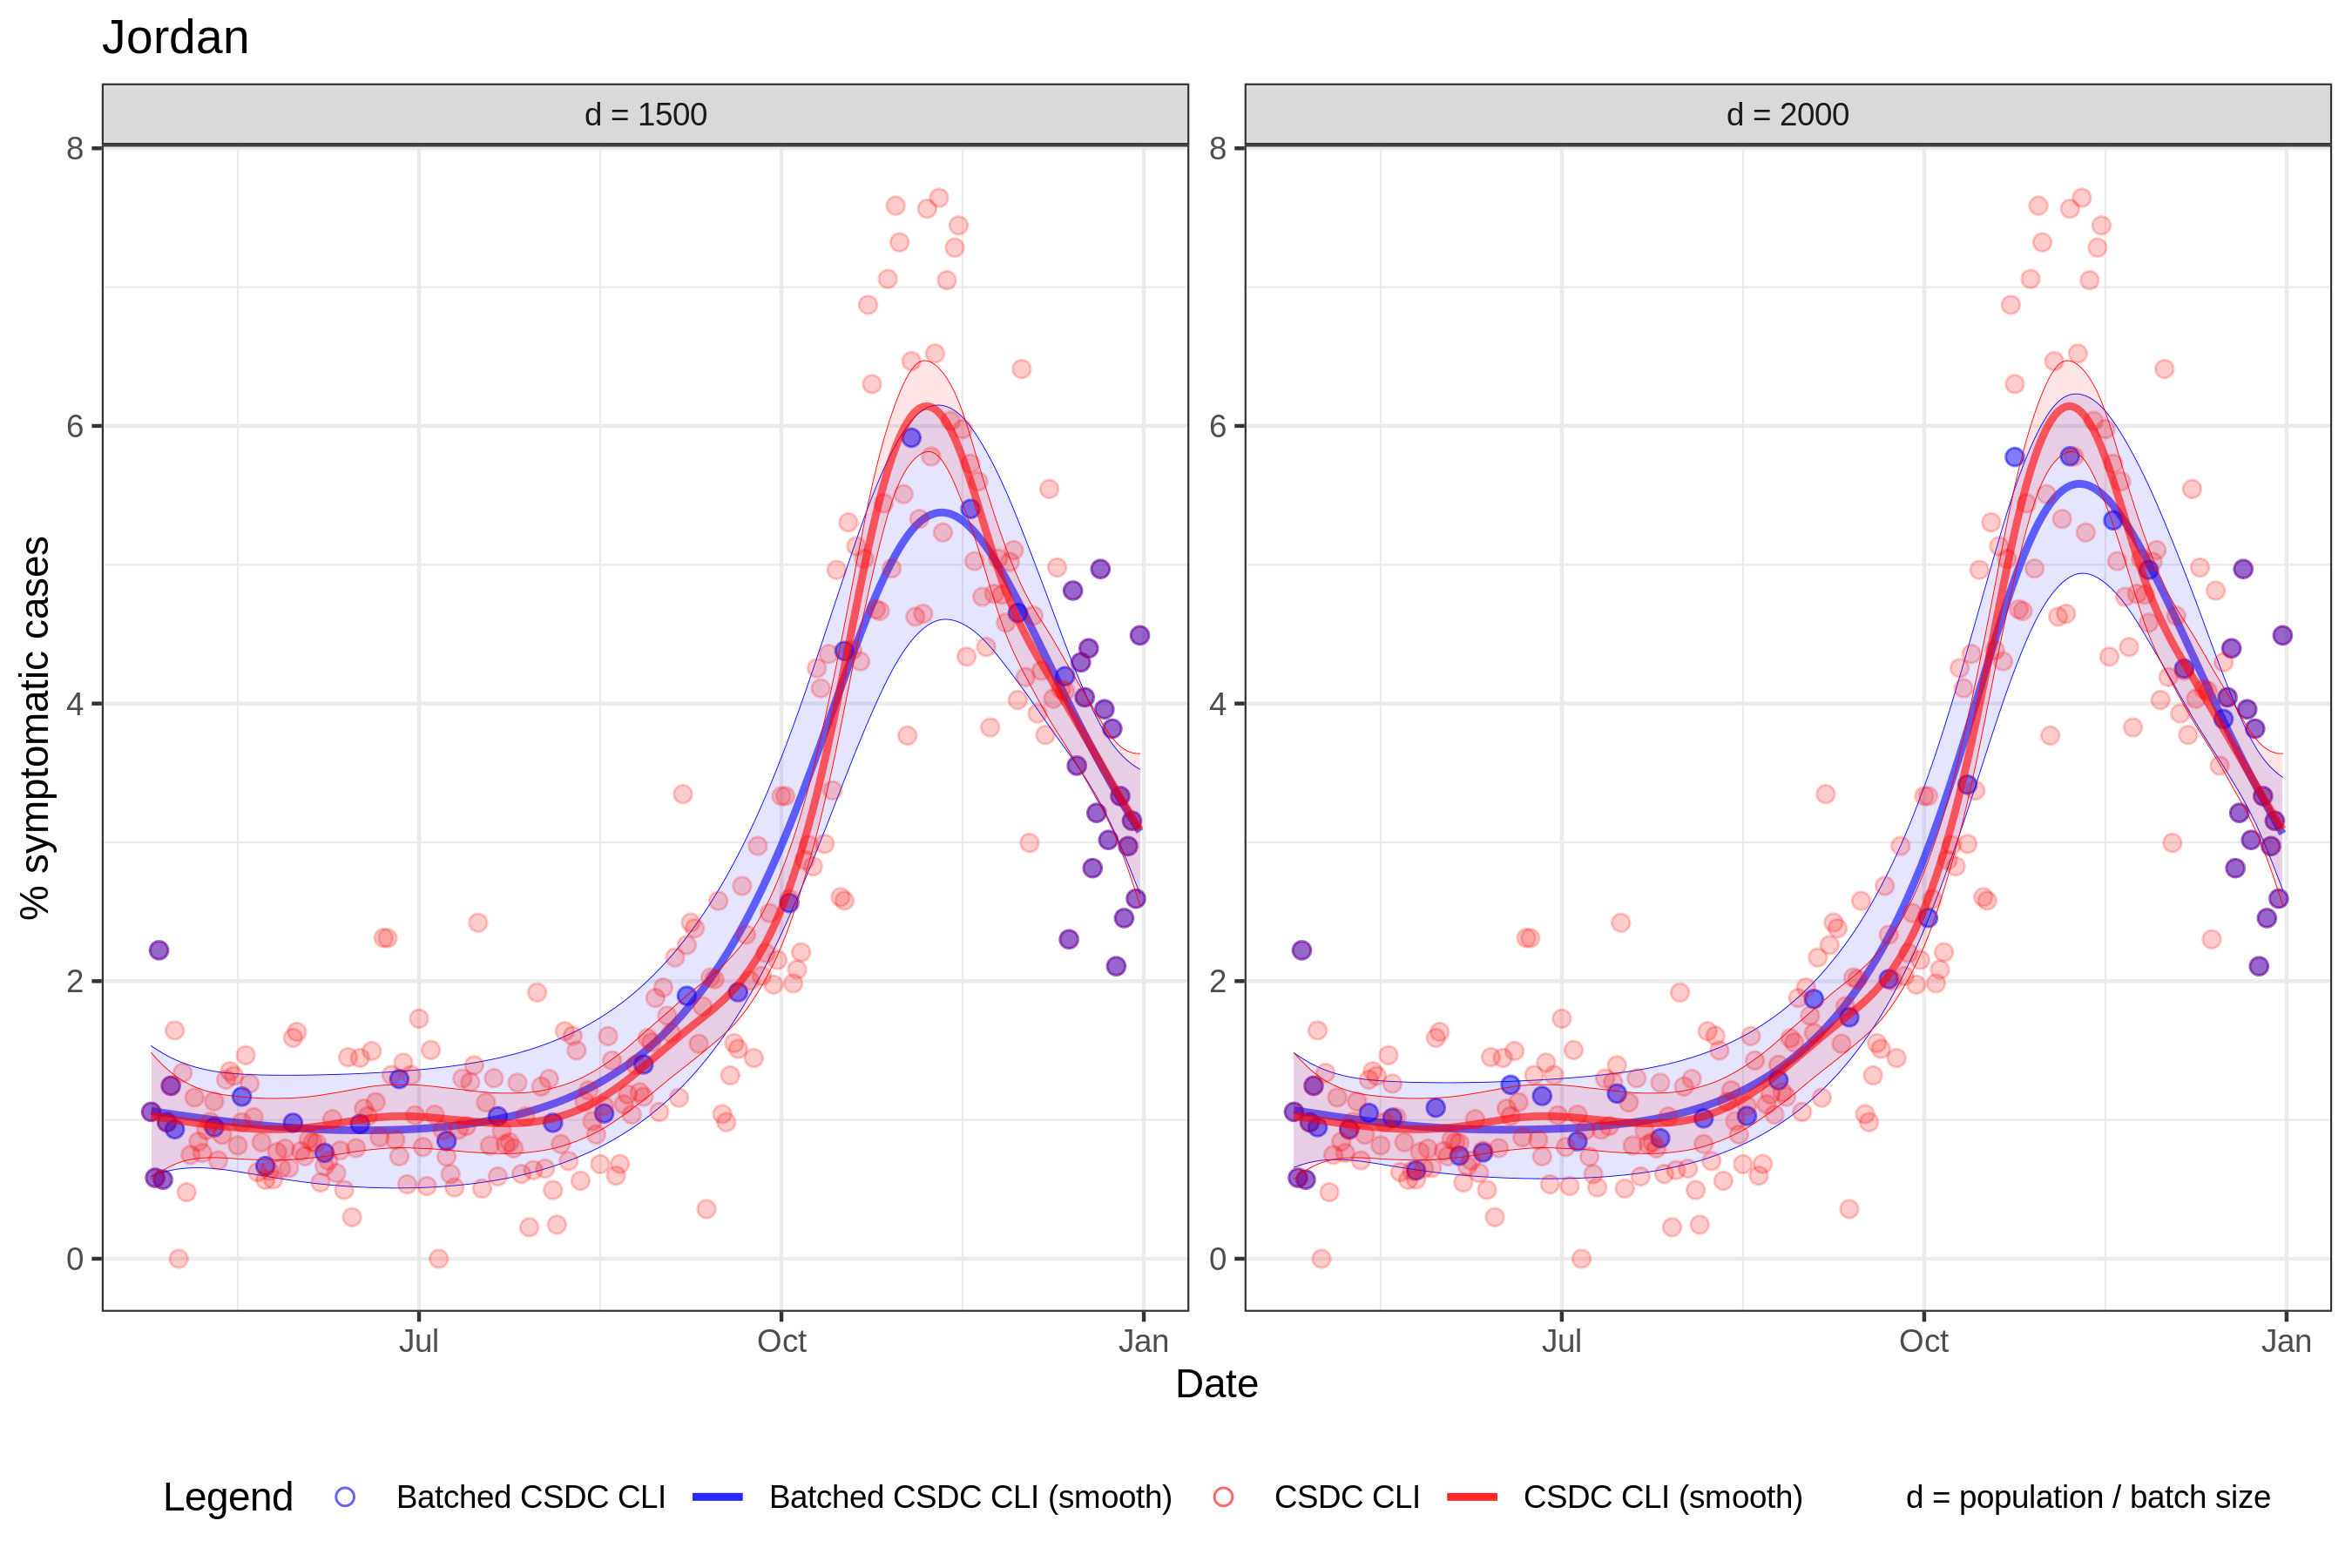 Jordan
d = 1500
d = 2000
% symptomatic cases
8
6
4
2
0
8
6
4
2
0
Jul
Oct
Jan
Jul
Oct
Jan
Date
Legend
Batched CSDC CLI
Batched CSDC CLI (smooth)
CSDC CLI
CSDC CLI (smooth)
d = population / batch size